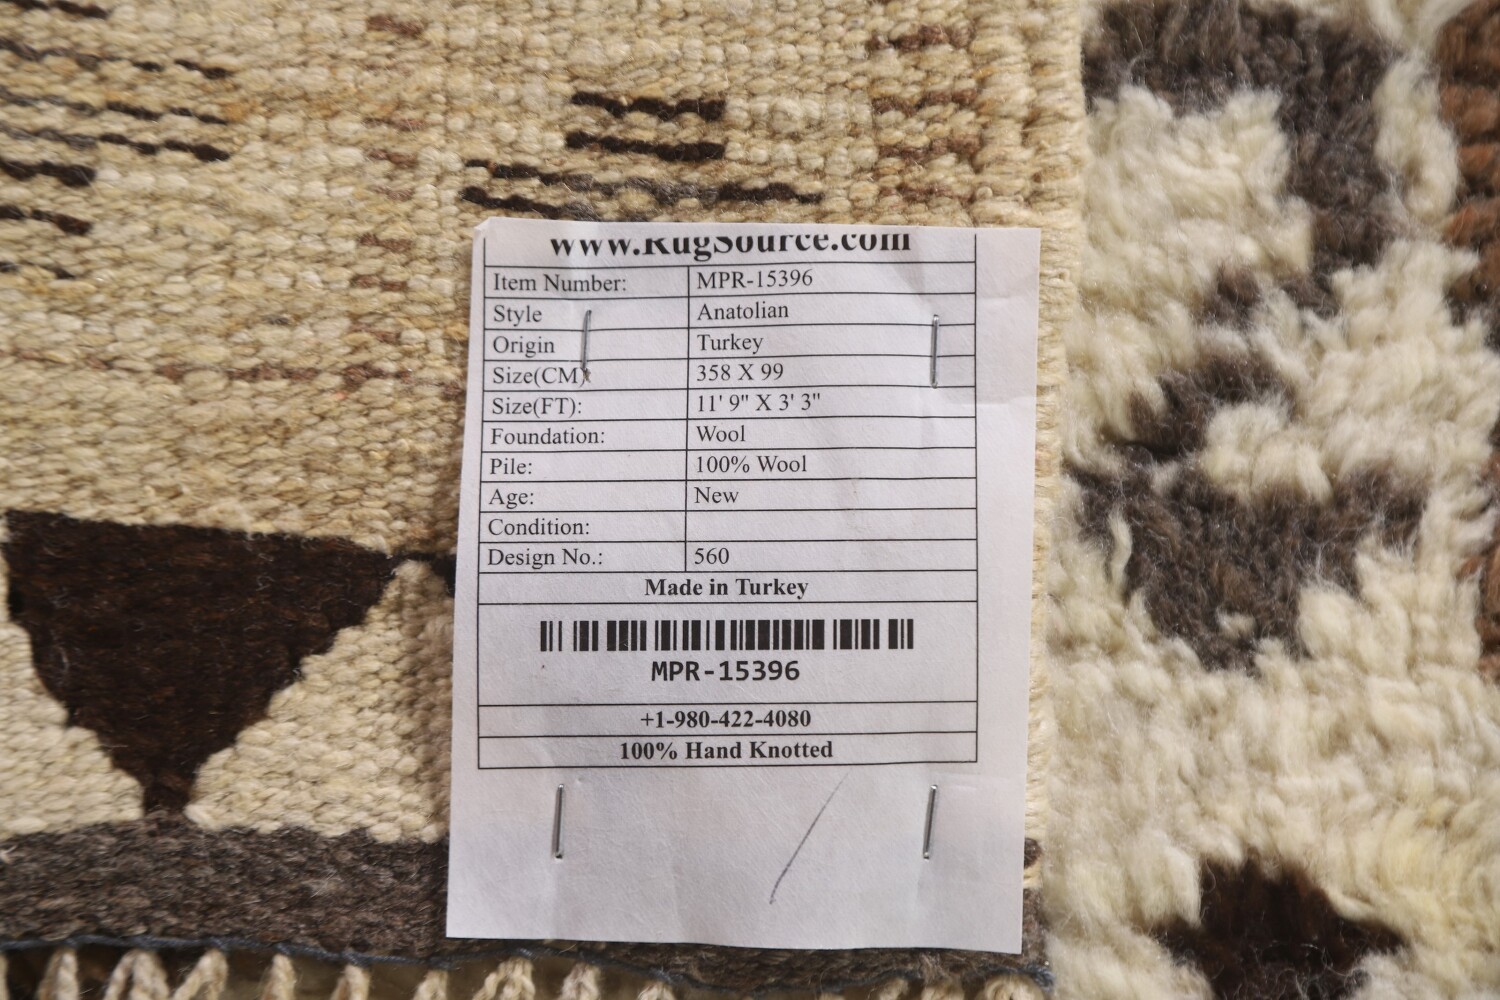 www.RugSource.com
Item Number: MPR-15396
Style Anatolian
Origin Turkey
Size(CM) 358 X 99
Size(FT): 11' 9" X 3' 3"
Foundation: Wool
Pile: 100% Wool
Age: New
Condition:
Design No.: 560
Made in Turkey
MPR-15396
+1-980-422-4080
100% Hand Knotted